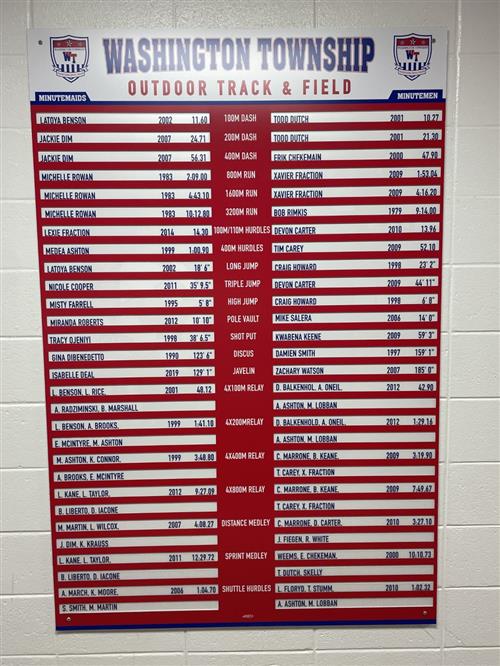 WT
WASHINGTON TOWNSHIP
WT
OUTDOOR TRACK & FIELD
MINUTEMAIDS MINUTEMEN
LATOYA BENSON 2002 11.60 100M DASH TODD DUTCH 2001 10.27
JACKIE DIM 2007 24.71 200M DASH TODD DUTCH 2001 21.30
JACKIE DIM 2007 56.31 400M DASH ERIK CHEKEMAIN 2000 47.90
MICHELLE ROWAN 1983 2:09.00 800M RUN XAVIER FRACTION 2009 1:53.04
MICHELLE ROWAN 1983 4:43.10 1600M RUN XAVIER FRACTION 2009 4:16.20
MICHELLE ROWAN 1983 10:12.80 3200M RUN BOB RIMKIS 1979 9:14.00
LEXIE FRACTION 2014 14.30 100M/110M HURDLES DEVON CARTER 2010 13.96
MEDEA ASHTON 1999 1:00.90 400M HURDLES TIM CAREY 2009 52.10
LATOYA BENSON 2002 18' 6" LONG JUMP CRAIG HOWARD 1998 23' 2"
NICOLE COOPER 2011 35' 9.5" TRIPLE JUMP DEVON CARTER 2009 44' 11"
MISTY FARRELL 1995 5' 8" HIGH JUMP CRAIG HOWARD 1998 6' 8"
MIRANDA ROBERTS 2012 10' 10" POLE VAULT MIKE SALERA 2006 14' 0"
TRACY OJENIYI 1998 38' 6.5" SHOT PUT KWABENA KEENE 2009 59' 3"
GINA DIBENEDETTO 1990 123' 6" DISCUS DAMIEN SMITH 1997 159' 1"
ISABELLE DEAL 2019 129' 1" JAVELIN ZACHARY WATSON 2007 185' 0"
L. BENSON, L. RICE, 2001 48.12 4X100M RELAY D. BALKENHOL, A. ONEIL, 2012 42.90
A. RADZIMINSKI, B. MARSHALL A. ASHTON, M. LOBBAN
L. BENSON, A. BROOKS, 1999 1:41.10 4X200MRELAY D. BALKENHOLD, A. ONEIL, 2012 1:29.16
E. MCINTYRE, M. ASHTON A. ASHTON, M. LOBBAN
M. ASHTON, K. CONNOR, 1999 3:48.80 4X400M RELAY C. MARRONE, B. KEANE, 2009 3:19.90
A. BROOKS, E. MCINTYRE T. CAREY, X. FRACTION
L. KANE, L. TAYLOR, 2012 9:27.09 4X800M RELAY C. MARRONE, B. KEANE, 2009 7:49.67
B. LIBERTO, D. IACONE T. CAREY, X. FRACTION
M. MARTIN, L. WILCOX, 2007 4:08.27 DISTANCE MEDLEY C. MARRONE, D. CARTER, 2010 3:27.10
J. DIM, K. KRAUSS J. FIEGEN, R. WHITE
L. KANE, L. TAYLOR, 2011 12:29.72 SPRINT MEDLEY WEEMS, E. CHEKEMAN, 2000 10:10.73
B. LIBERTO, D. IACONE T. DUTCH, SKELLY
A. MARCH, K. MOORE, 2006 1:04.70 SHUTTLE HURDLES L. FLORYD, T. STUMM, 2010 1:02.32
S. SMITH, M. MARTIN A. ASHTON, M. LOBBAN